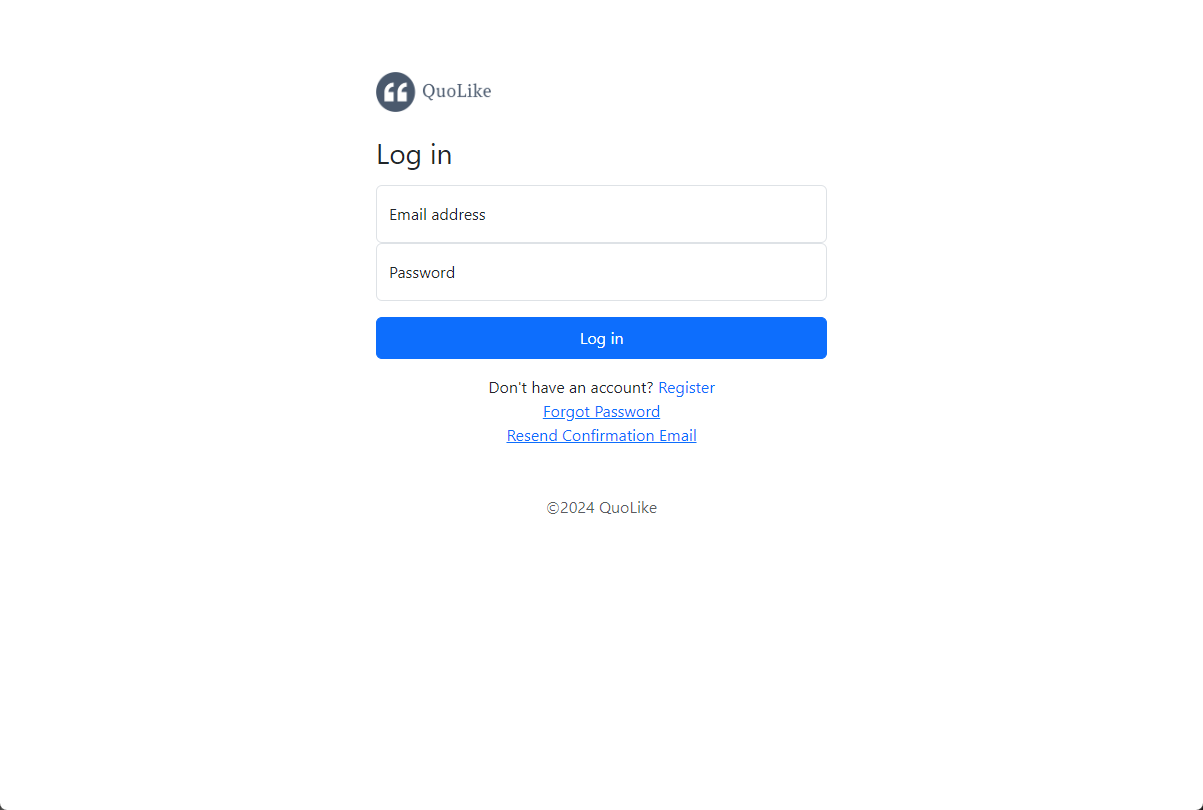 QuoLike
Log in
Email address
Password
Log in
Don't have an account? Register
Forgot Password
Resend Confirmation Email
©2024 QuoLike